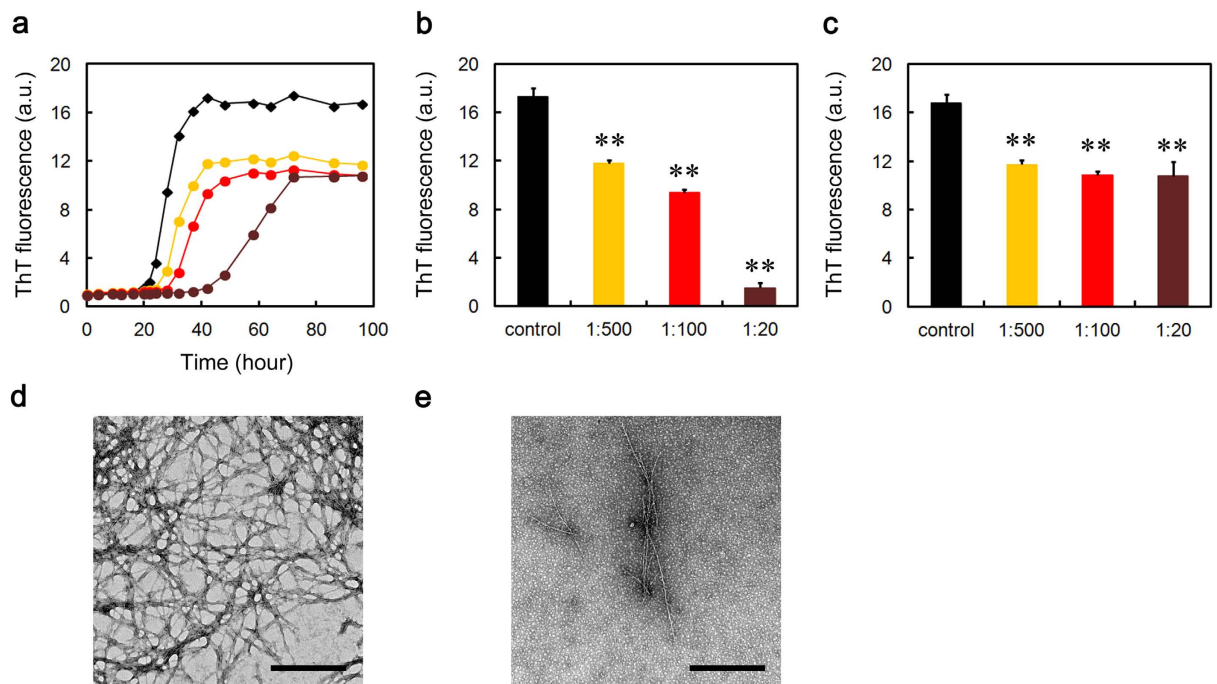 a
ThT fluorescence (a.u.)
20
16
12
8
4
0
0 20 40 60 80 100
Time (hour)
b
ThT fluorescence (a.u.)
20
16
12
8
4
0
**
**
**
control 1:500 1:100 1:20
c
ThT fluorescence (a.u.)
20
16
12
8
4
0
** ** **
control 1:500 1:100 1:20
d
e